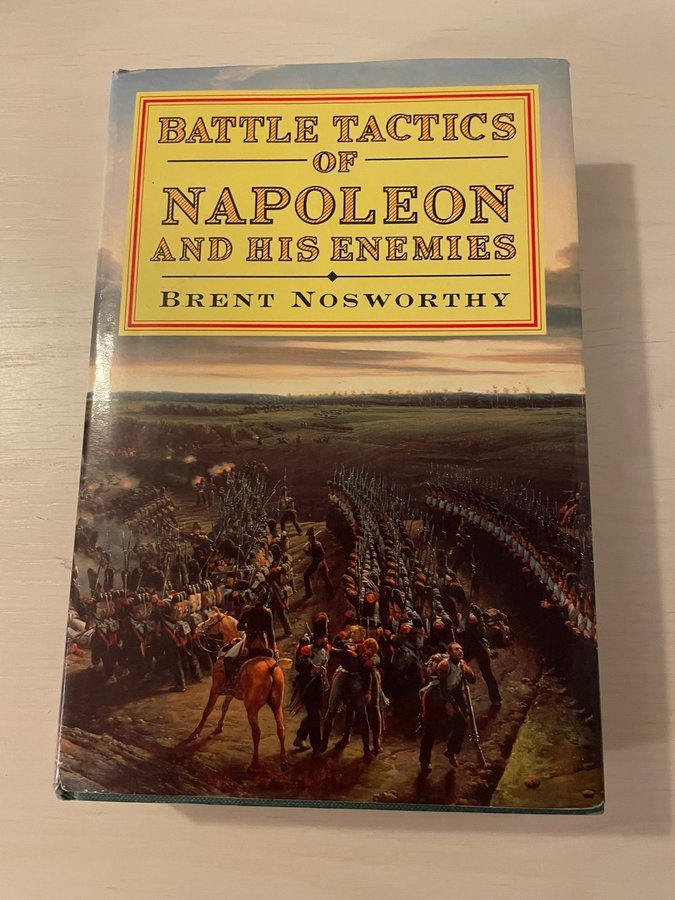 BATTLE TACTICS
OF
NAPOLEON
AND HIS ENEMIES
BRENT NOSWORTHY